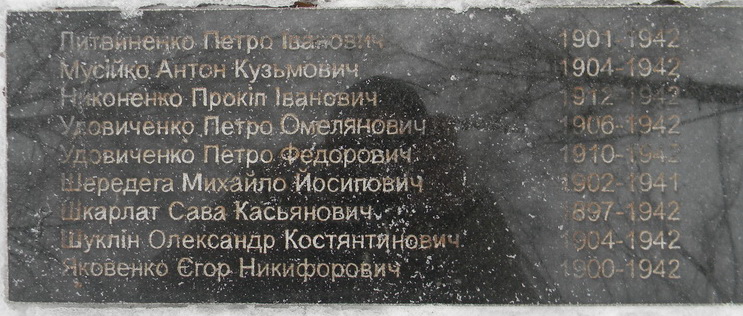 Литвиненко Петро Іванович 1901-1942
Мусійко Антон Кузьмович 1904-1942
Никоненко Прокіп Іванович 1912-1942
Удовиченко Петро Омелянович 1906-1942
Удовиченко Петро Федорович 1910-1942
Шередега Михайло Йосипович 1902-1941
Шкарлат Сава Касьянович 1897-1942
Шуклін Олександр Костянтинович 1904-1942
Яковенко Єгор Никифорович 1900-1942